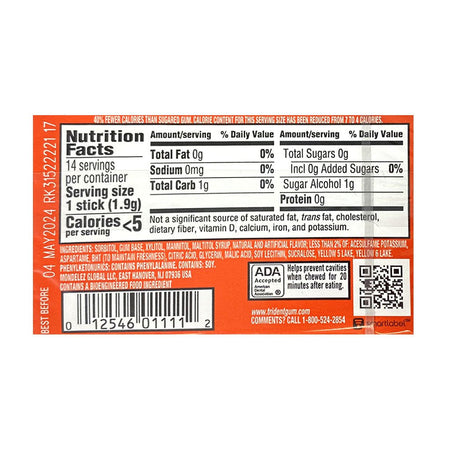 40% FEWER CALORIES THAN SUGARED GUM. CALORIE CONTENT FOR THIS SERVING SIZE HAS BEEN REDUCED FROM 7 TO 4 CALORIES.
Nutrition
Facts
14 servings
per container
Serving size
1 stick (1.9g)
Calories <5
per serving
Amount/serving % Daily Value
Total Fat 0g 0%
Sodium 0mg 0%
Total Carb 1g 0%
Amount/serving % Daily Value
Total Sugars 0g
Incl 0g Added Sugars 0%
Sugar Alcohol 1g
Protein 0g
Not a significant source of saturated fat, trans fat, cholesterol,
dietary fiber, vitamin D, calcium, iron, and potassium.
INGREDIENTS: SORBITOL, GUM BASE, XYLITOL, MANNITOL, MALTITOL SYRUP, NATURAL AND ARTIFICIAL FLAVOR; LESS THAN 2% OF: ACESULFAME POTASSIUM,
ASPARTAME, BHT (TO MAINTAIN FRESHNESS), CITRIC ACID, GLYCERIN, MALIC ACID, SOY LECITHIN, SUCRALOSE, YELLOW 5 LAKE, YELLOW 6 LAKE.
PHENYLKETONURICS: CONTAINS PHENYLALANINE. CONTAINS: SOY.
MONDELEZ GLOBAL LLC, EAST HANOVER, NJ 07936 USA
CONTAINS A BIOENGINEERED FOOD INGREDIENT
ADA
Accepted
American
Dental
Association
Helps prevent cavities
when chewed for 20
minutes after eating.
0 12546 01111 2
www.tridentgum.com
COMMENTS? CALL 1-800-524-2854
smartlabel™
BEST BEFORE 04 MAY2024 RK31522221 17